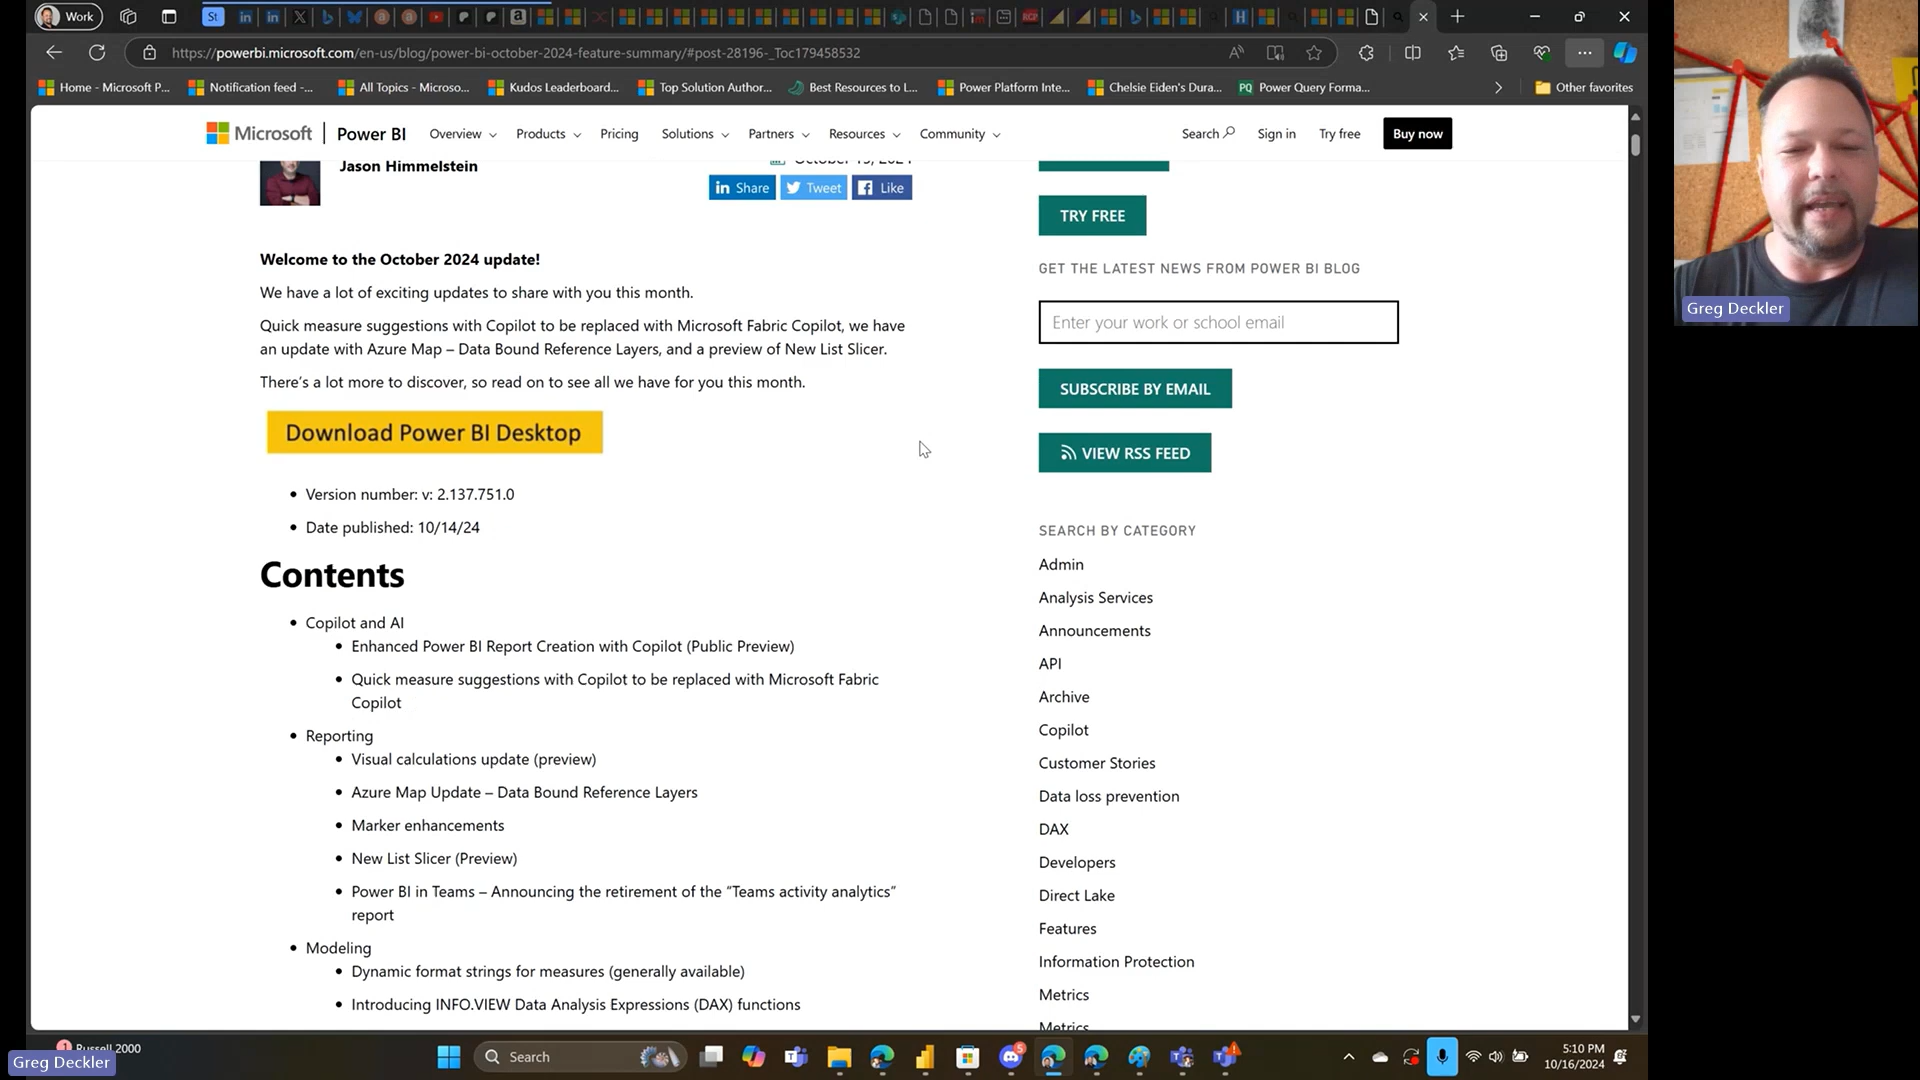 Work
St
https://powerbi.microsoft.com/en-us/blog/power-bi-october-2024-feature-summary/#post-28196-_Toc179458532
Home - Microsoft P...
Notification feed -...
All Topics - Microso...
Kudos Leaderboard...
Top Solution Author...
Best Resources to L...
Power Platform Inte...
Chelsie Eiden's Dura...
PQ Power Query Forma...
Other favorites
Microsoft
Power BI
Overview
Products
Pricing
Solutions
Partners
Resources
Community
Search
Sign in
Try free
Buy now
Jason Himmelstein
Share
Tweet
Like
Welcome to the October 2024 update!
We have a lot of exciting updates to share with you this month.
Quick measure suggestions with Copilot to be replaced with Microsoft Fabric Copilot, we have
an update with Azure Map – Data Bound Reference Layers, and a preview of New List Slicer.
There's a lot more to discover, so read on to see all we have for you this month.
Download Power BI Desktop
Version number: v: 2.137.751.0
Date published: 10/14/24
Contents
Copilot and AI
Enhanced Power BI Report Creation with Copilot (Public Preview)
Quick measure suggestions with Copilot to be replaced with Microsoft Fabric
Copilot
Reporting
Visual calculations update (preview)
Azure Map Update – Data Bound Reference Layers
Marker enhancements
New List Slicer (Preview)
Power BI in Teams – Announcing the retirement of the “Teams activity analytics”
report
Modeling
Dynamic format strings for measures (generally available)
Introducing INFO.VIEW Data Analysis Expressions (DAX) functions
TRY FREE
GET THE LATEST NEWS FROM POWER BI BLOG
Enter your work or school email
SUBSCRIBE BY EMAIL
VIEW RSS FEED
SEARCH BY CATEGORY
Admin
Analysis Services
Announcements
API
Archive
Copilot
Customer Stories
Data loss prevention
DAX
Developers
Direct Lake
Features
Information Protection
Metrics
Metrics
Greg Deckler
Russell 2000
Greg Deckler
Search
5:10 PM
10/16/2024